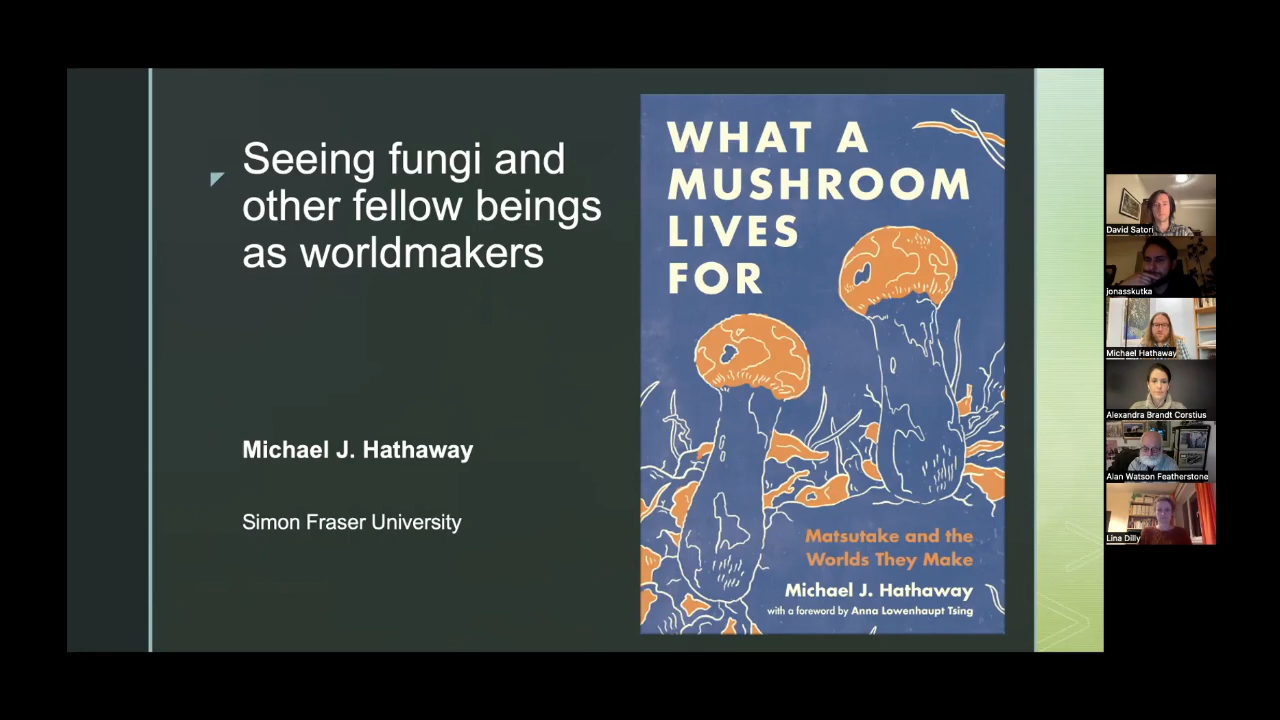 Seeing fungi and
other fellow beings
as worldmakers
Michael J. Hathaway
Simon Fraser University
WHAT A
MUSHROOM
LIVES
FOR
Matsutake and the
Worlds They Make
Michael J. Hathaway
with a foreword by Anna Lowenhaupt Tsing
David Satori
jonasskutka
Michael Hathaway
Alexandra Brandt Corstius
Alan Watson Featherstone
Lina Dilly